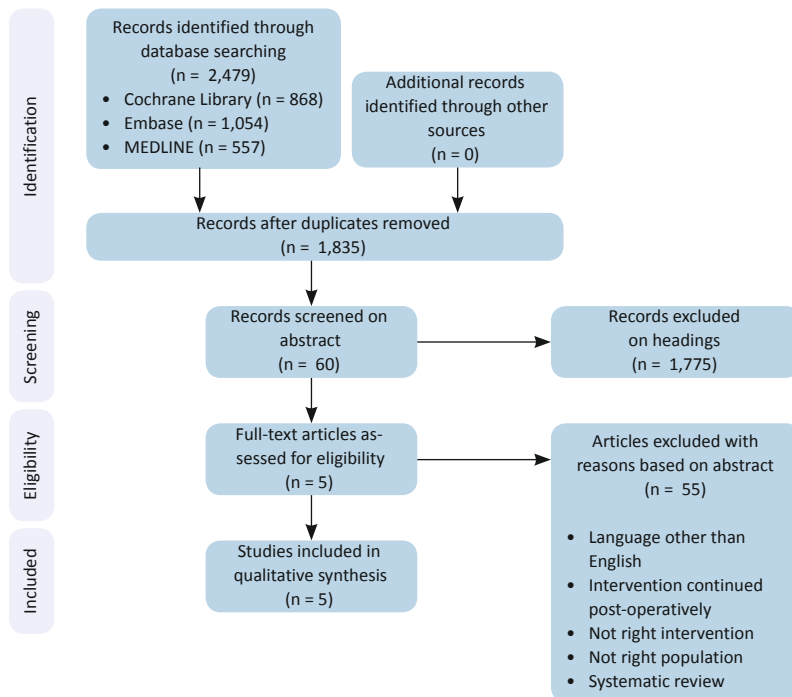 Identification
Records identified through
database searching
(n = 2,479)
• Cochrane Library (n = 868)
• Embase (n = 1,054)
• MEDLINE (n = 557)
Additional records
identified through other
sources
(n = 0)
Records after duplicates removed
(n = 1,835)
Screening
Records screened on
abstract
(n = 60)
Records excluded
on headings
(n = 1,775)
Eligibility
Full-text articles as-
sessed for eligibility
(n = 5)
Articles excluded with
reasons based on abstract
(n = 55)
• Language other than
English
• Intervention continued
post-operatively
• Not right intervention
• Not right population
• Systematic review
Included
Studies included in
qualitative synthesis
(n = 5)